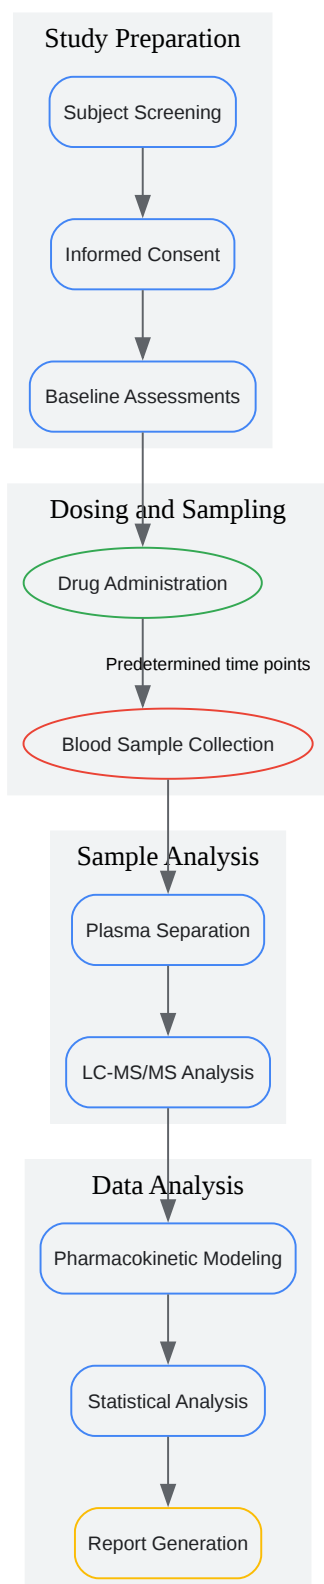 Study Preparation
Subject Screening
Informed Consent
Baseline Assessments
Dosing and Sampling
Drug Administration
Predetermined time points
Blood Sample Collection
Sample Analysis
Plasma Separation
LC-MS/MS Analysis
Data Analysis
Pharmacokinetic Modeling
Statistical Analysis
Report Generation